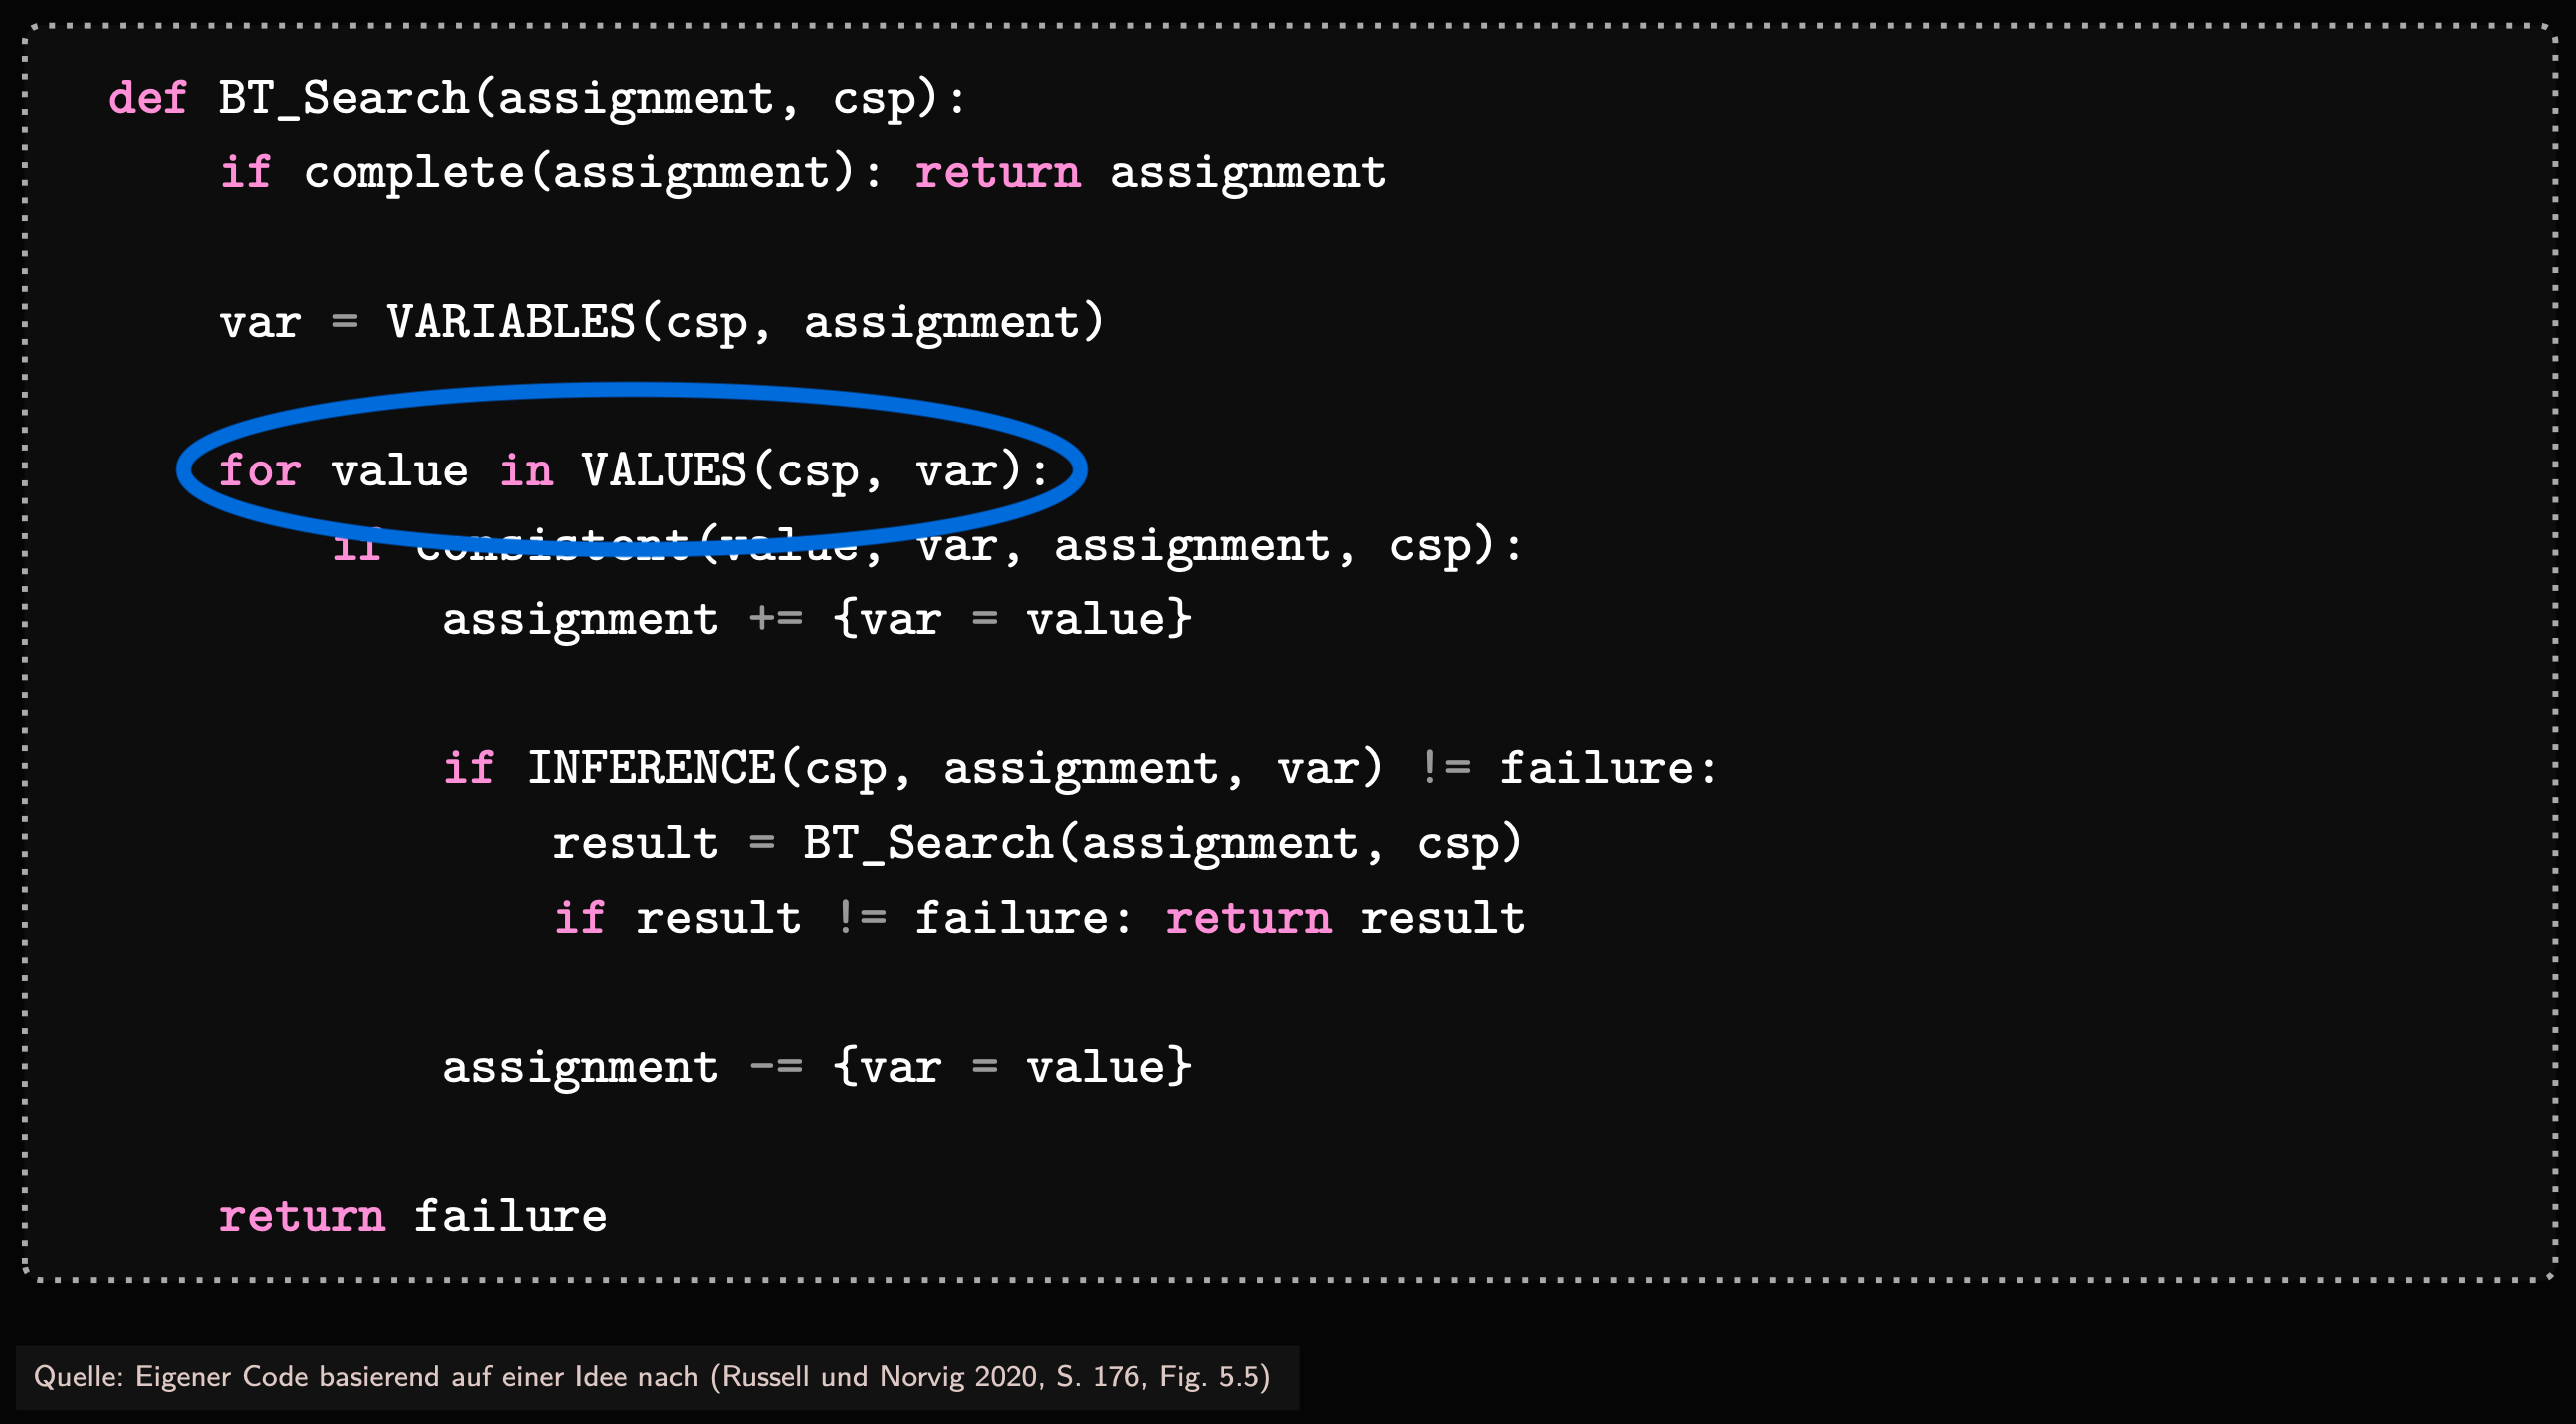 def BT_Search(assignment, csp):
    if complete(assignment): return assignment
    var = VARIABLES(csp, assignment)
    for value in VALUES(csp, var):
        if consistent(value, var, assignment, csp):
            assignment += {var = value}
            if INFERENCE(csp, assignment, var) != failure:
                result = BT_Search(assignment, csp)
                if result != failure: return result
            assignment -= {var = value}
    return failure
Quelle: Eigener Code basierend auf einer Idee nach (Russell und Norvig 2020, S. 176, Fig. 5.5)